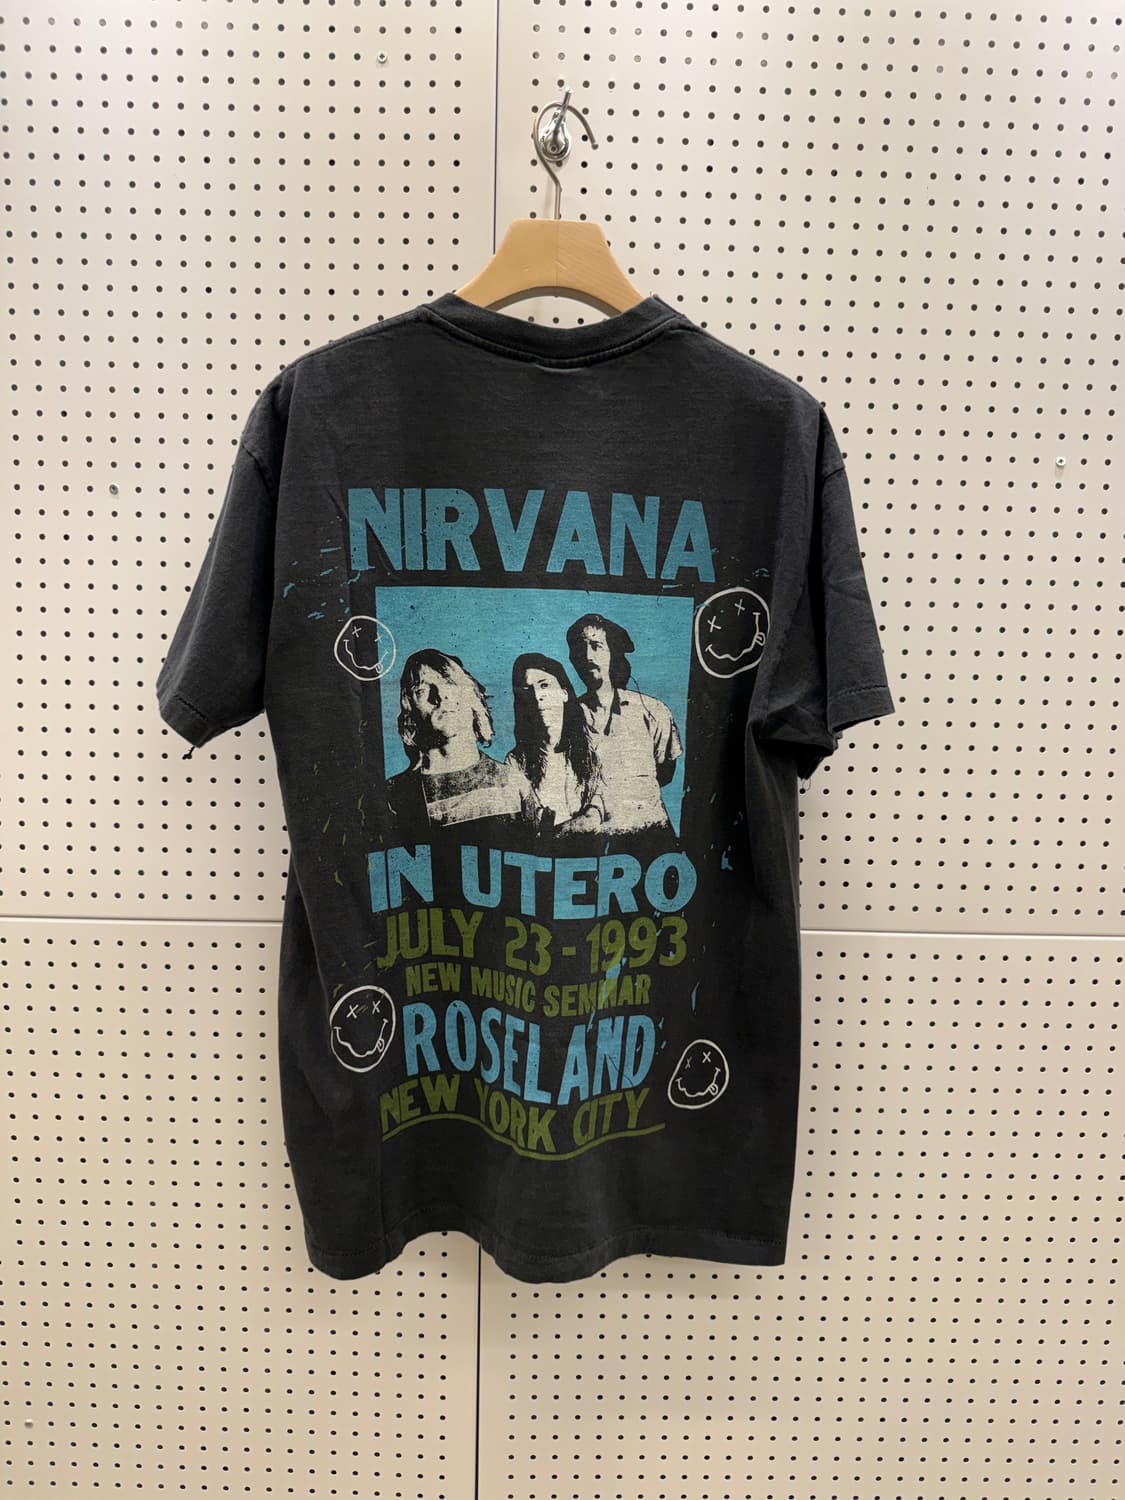 NIRVANA
IN UTERO
JULY 23-1993
NEW MUSIC SEMINAR
ROSELAND
NEW YORK CITY